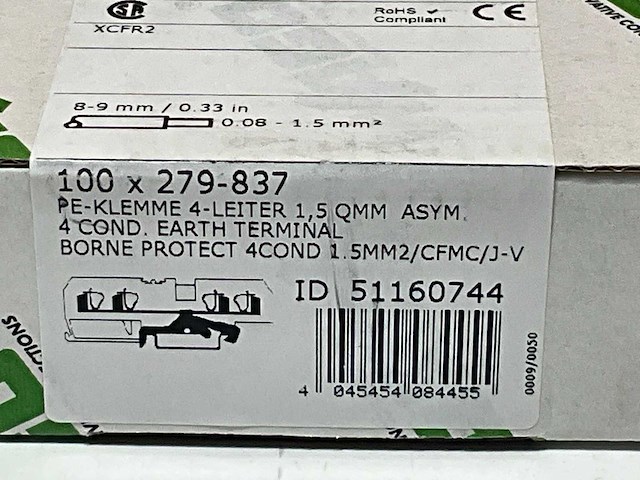 XCFR2
RoHS ✓
Compliant
CE
8-9 mm / 0.33 in
0.08 - 1.5 mm²
100 x 279-837
PE-KLEMME 4-LEITER 1,5 QMM ASYM.
4 COND. EARTH TERMINAL
BORNE PROTECT 4COND 1.5MM2/CFMC/J-V
ID 51160744
4 045454 084455
0009/0050